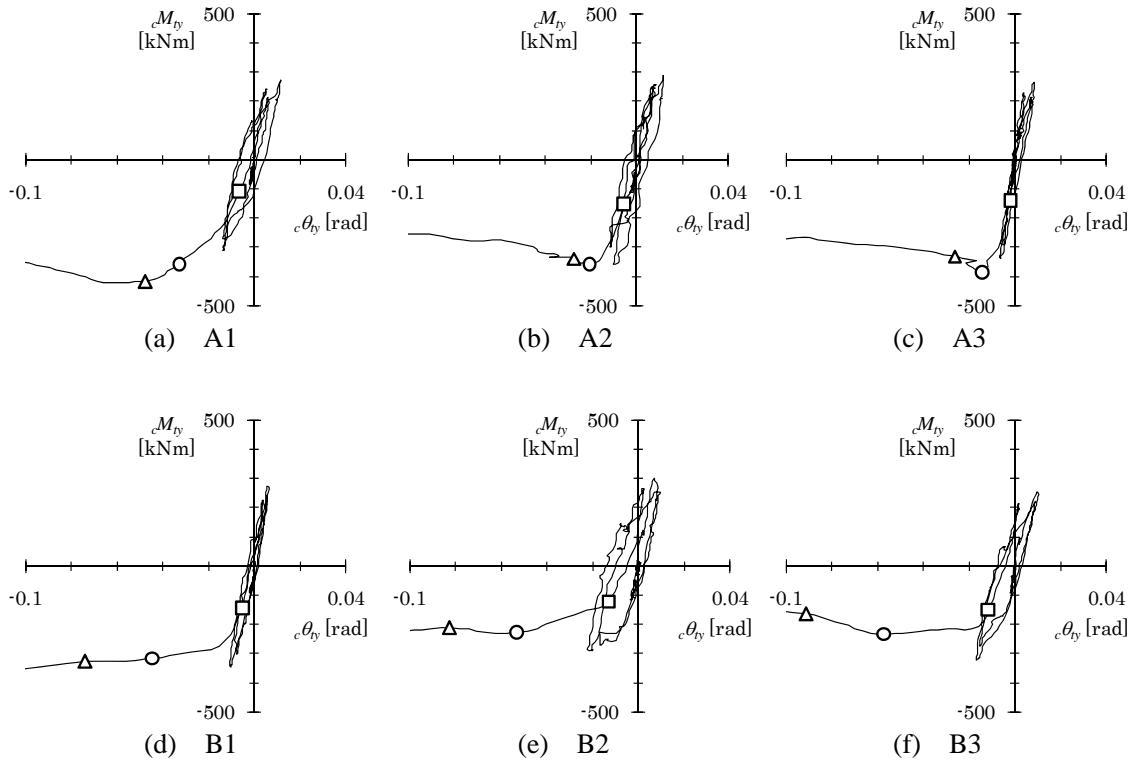 cMty 500
[kNm]
-0.1 0.04
cθty [rad]
-500
(a) A1
cMty 500
[kNm]
-0.1 0.04
cθty [rad]
-500
(b) A2
cMty 500
[kNm]
-0.1 0.04
cθty [rad]
-500
(c) A3
cMty 500
[kNm]
-0.1 0.04
cθty [rad]
-500
(d) B1
cMty 500
[kNm]
-0.1 0.04
cθty [rad]
-500
(e) B2
cMty 500
[kNm]
-0.1 0.04
cθty [rad]
-500
(f) B3